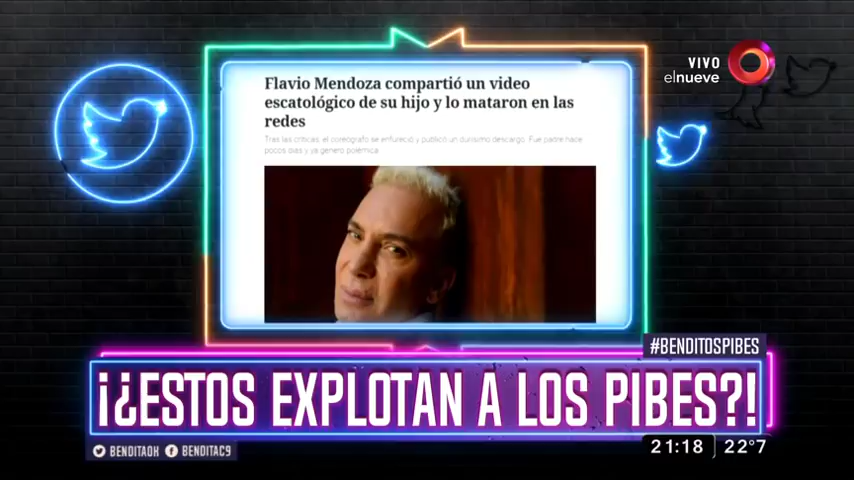 VIVO
elnueve
Flavio Mendoza compartió un video
escatológico de su hijo y lo mataron en las
redes
Tras las críticas, el coreógrafo se enfureció y publicó un durísimo descargo. Fue padre hace
pocos días y ya generó polémica
#BENDITOSPIBES
¡¿ESTOS EXPLOTAN A LOS PIBES?!
BENDITAOK BENDITAC9
21:18 22°7